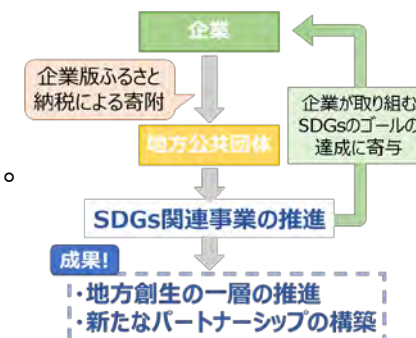 企業
企業版ふるさと
納税による寄附
企業が取り組む
SDGsのゴールの
達成に寄与
地方公共団体
。
SDGs関連事業の推進
成果!
・地方創生の一層の推進
・新たなパートナーシップの構築